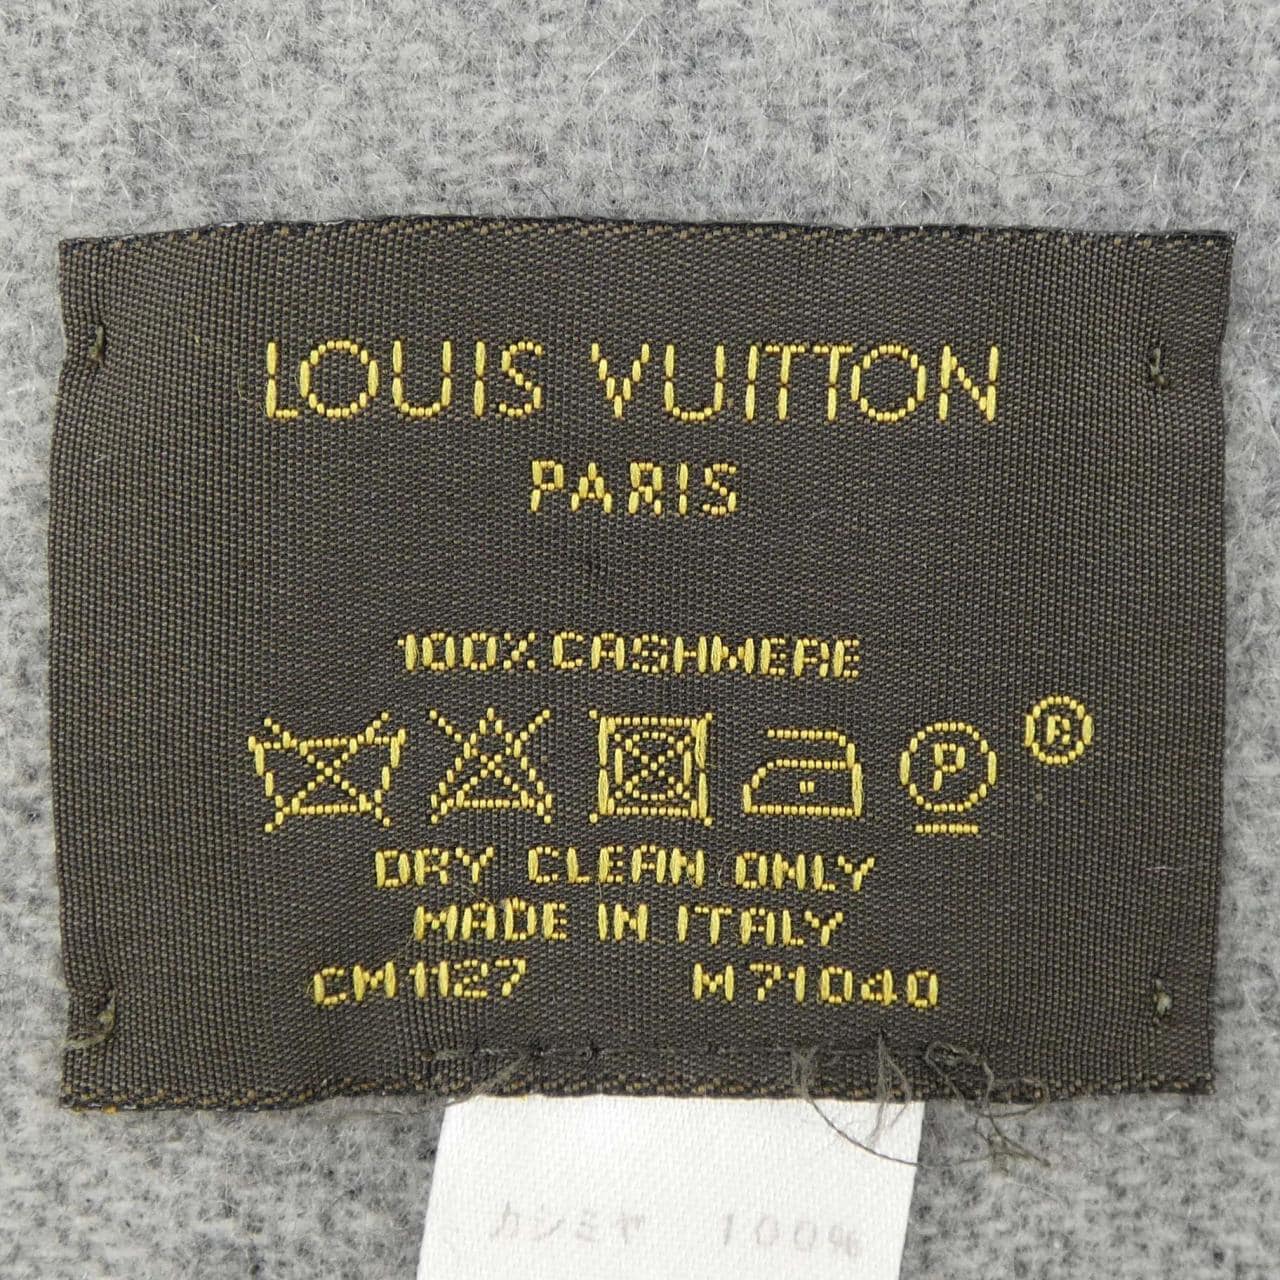 LOUIS VUITTON
PARIS
100% CASHMERE
P ®
DRY CLEAN ONLY
MADE IN ITALY
CM1127 M71040
カシミヤ 100%